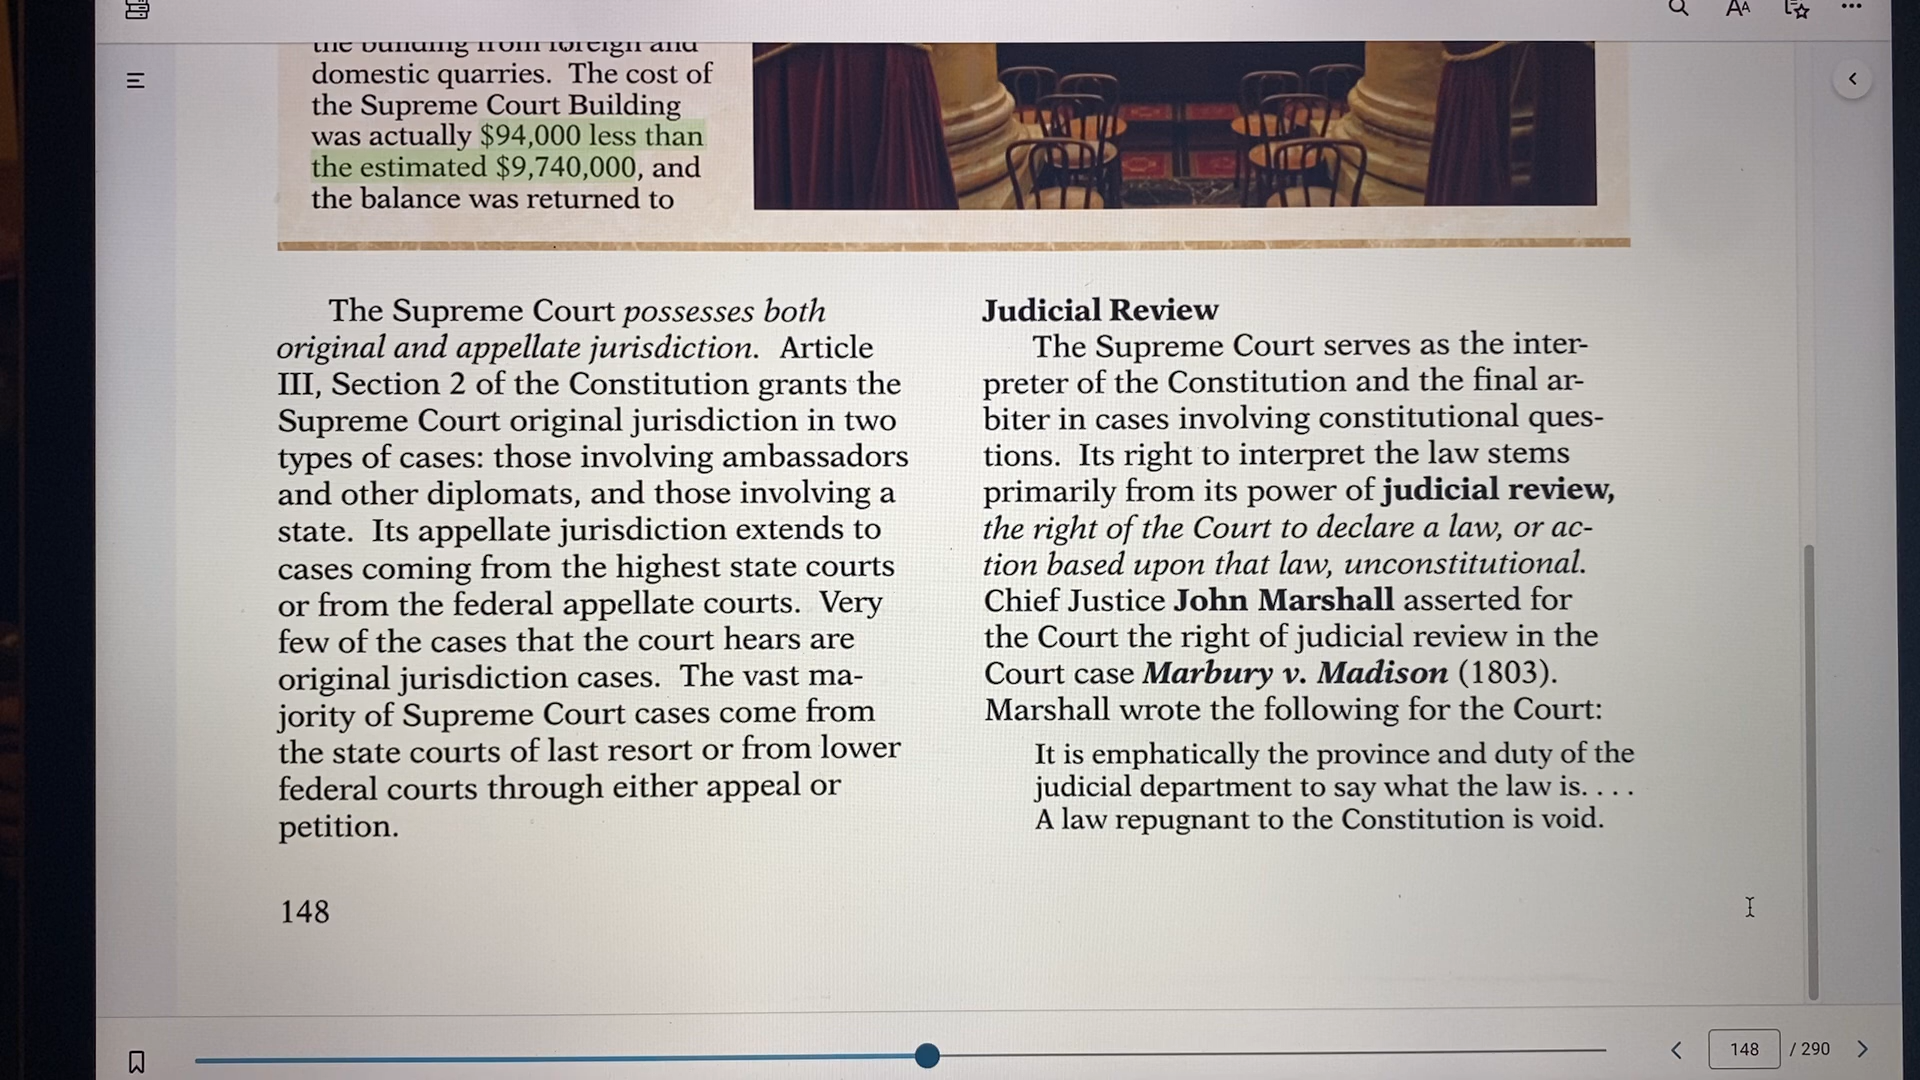 AA
the building from foreign and
domestic quarries. The cost of
the Supreme Court Building
was actually $94,000 less than
the estimated $9,740,000, and
the balance was returned to
The Supreme Court possesses both
original and appellate jurisdiction. Article
III, Section 2 of the Constitution grants the
Supreme Court original jurisdiction in two
types of cases: those involving ambassadors
and other diplomats, and those involving a
state. Its appellate jurisdiction extends to
cases coming from the highest state courts
or from the federal appellate courts. Very
few of the cases that the court hears are
original jurisdiction cases. The vast ma-
jority of Supreme Court cases come from
the state courts of last resort or from lower
federal courts through either appeal or
petition.
148
Judicial Review
The Supreme Court serves as the inter-
preter of the Constitution and the final ar-
biter in cases involving constitutional ques-
tions. Its right to interpret the law stems
primarily from its power of judicial review,
the right of the Court to declare a law, or ac-
tion based upon that law, unconstitutional.
Chief Justice John Marshall asserted for
the Court the right of judicial review in the
Court case Marbury v. Madison (1803).
Marshall wrote the following for the Court:
It is emphatically the province and duty of the
judicial department to say what the law is. . . .
A law repugnant to the Constitution is void.
148 / 290